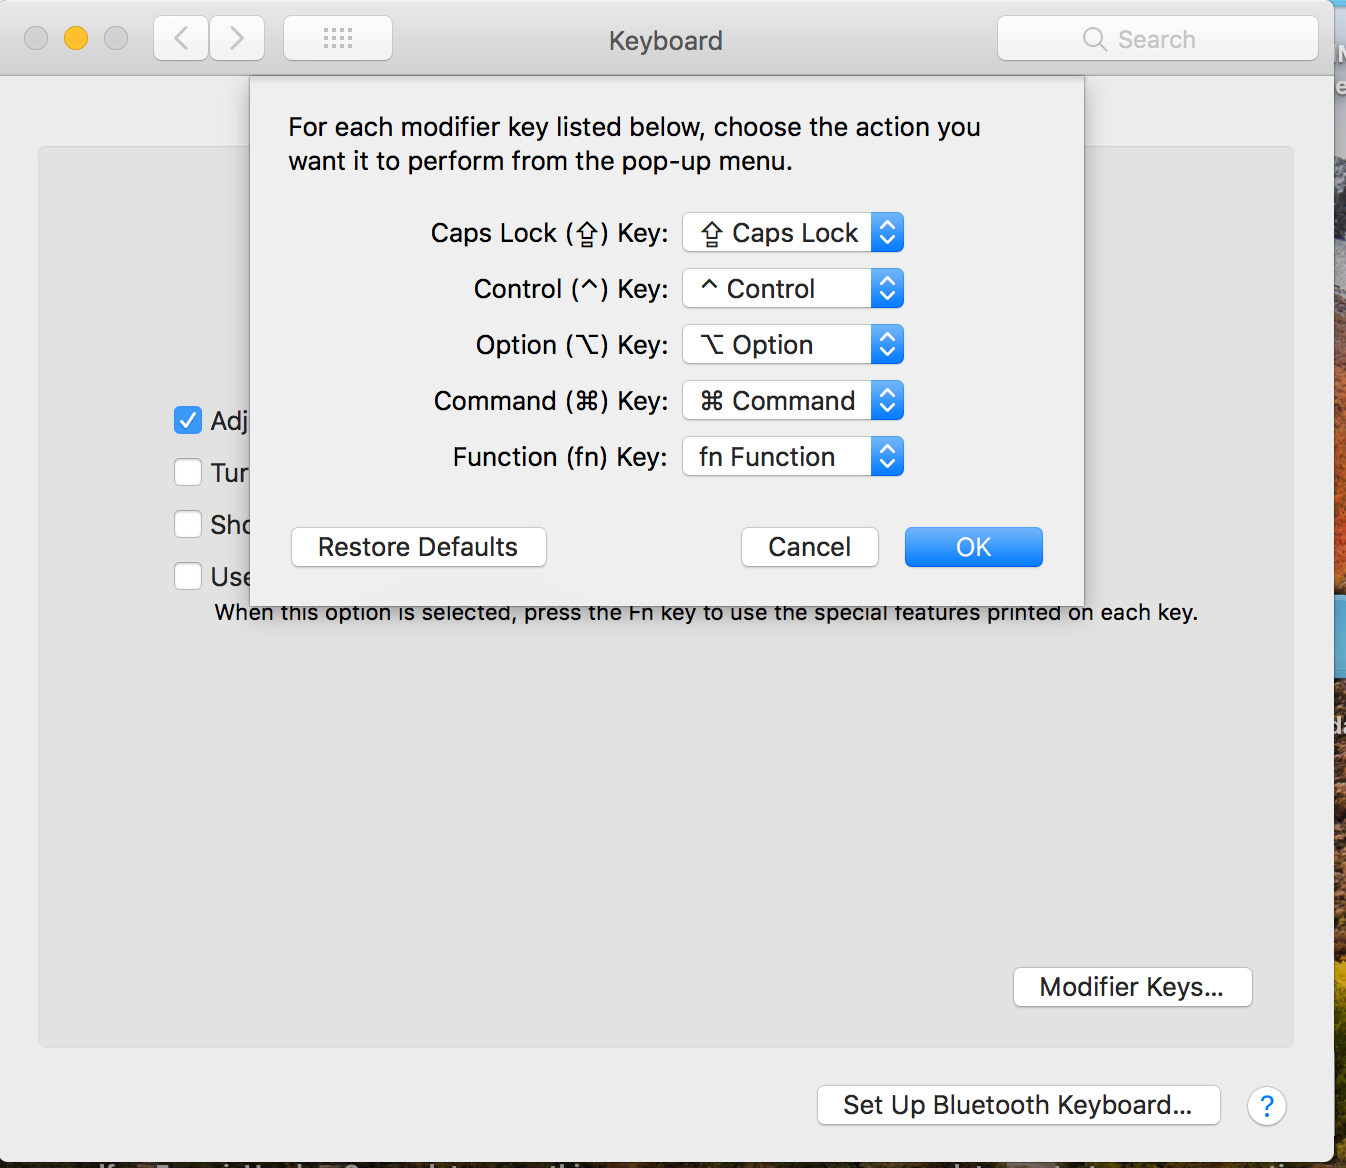 Keyboard
Search
For each modifier key listed below, choose the action you
want it to perform from the pop-up menu.
Caps Lock (⇪) Key: ⇪ Caps Lock
Control (^) Key: ^ Control
Option (⌥) Key: ⌥ Option
Command (⌘) Key: ⌘ Command
Function (fn) Key: fn Function
Restore Defaults Cancel OK
Adj
Tur
Sho
Use
When this option is selected, press the Fn key to use the special features printed on each key.
Modifier Keys...
Set Up Bluetooth Keyboard... ?